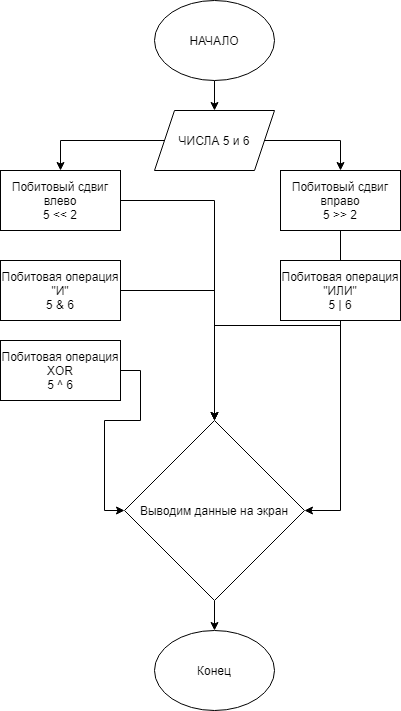 НАЧАЛО
ЧИСЛА 5 и 6
Побитовый сдвиг
влево
5 << 2
Побитовый сдвиг
вправо
5 >> 2
Побитовая операция
"И"
5 & 6
Побитовая операция
"ИЛИ"
5 | 6
Побитовая операция
XOR
5 ^ 6
Выводим данные на экран
Конец